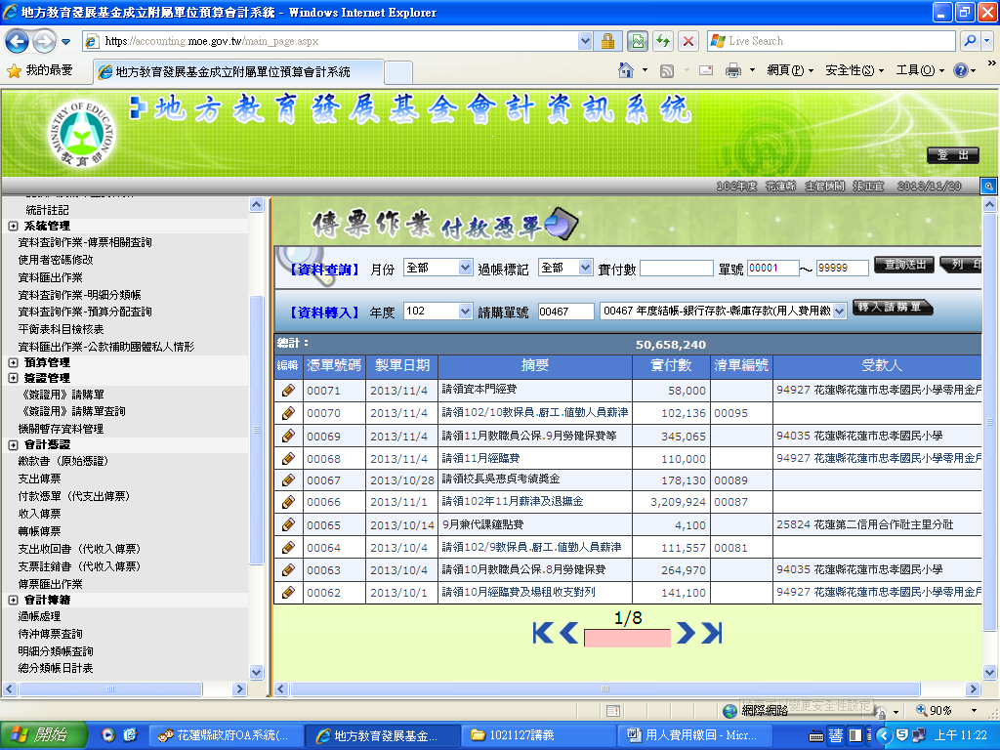 地方教育發展基金成立附屬單位預算會計系統 - Windows Internet Explorer
https://accounting.moe.gov.tw/main_page.aspx
Live Search
我的最愛
地方教育發展基金成立附屬單位預算會計系統
網頁(P) 安全性(S) 工具(O)
MINISTRY OF EDUCATION
教育部
地方教育發展基金會計資訊系統
登 出
102年度 花蓮縣 主管機關 張正宜 2013/11/20
統計註記
系統管理
資料查詢作業-傳票相關查詢
使用者密碼修改
資料匯出作業
資料查詢作業-明細分類帳
資料查詢作業-預算分配查詢
平衡表科目檢核表
資料匯出作業-公款補助團體私人情形
預算管理
簽證管理
《簽證用》請購單
《簽證用》請購單查詢
機關暫存資料管理
會計憑證
繳款書 (原始憑證)
支出傳票
付款憑單 (代支出傳票)
收入傳票
轉帳傳票
支出收回書 (代收入傳票)
支票註銷書 (代收入傳票)
傳票匯出作業
會計簿籍
過帳處理
待沖傳票查詢
明細分類帳查詢
總分類帳日計表
傳票作業 付款憑單
【資料查詢】 月份 全部 過帳標記 全部 實付數 單號 00001 ~ 99999 查詢送出 列 印
【資料轉入】 年度 102 請購單號 00467 00467 年度結帳-銀行存款-縣庫存款(用人費用繳 轉入請購單
總計： 50,658,240
編輯 憑單號碼 製單日期 摘要 實付數 清單編號 受款人
00071 2013/11/4 請領資本門經費 58,000 94927 花蓮縣花蓮市忠孝國民小學零用金戶
00070 2013/11/4 請領102/10教保員.廚工.值勤人員薪津 102,136 00095
00069 2013/11/4 請領11月教職員公保.9月勞健保費等 345,065 94035 花蓮縣花蓮市忠孝國民小學
00068 2013/11/4 請領11月經臨費 110,000 94927 花蓮縣花蓮市忠孝國民小學零用金戶
00067 2013/10/28 請領校長吳惠貞考績獎金 178,130 00089
00066 2013/11/1 請領102年11月薪津及退撫金 3,209,924 00087
00065 2013/10/14 9月兼代課鐘點費 4,100 25824 花蓮第二信用合作社主里分社
00064 2013/10/4 請領102/9教保員.廚工.值勤人員薪津 111,557 00081
00063 2013/10/4 請領10月教職員公保.8月勞健保費 264,970 94035 花蓮縣花蓮市忠孝國民小學
00062 2013/10/1 請領10月經臨費及場租收支對列 141,100 94927 花蓮縣花蓮市忠孝國民小學零用金戶
1/8
網際網路 變更安全性設定 90%
開始 花蓮縣政府OA系統(... 地方教育發展基金... 1021127講義 用人費用繳回 - Micr... 上午 11:22